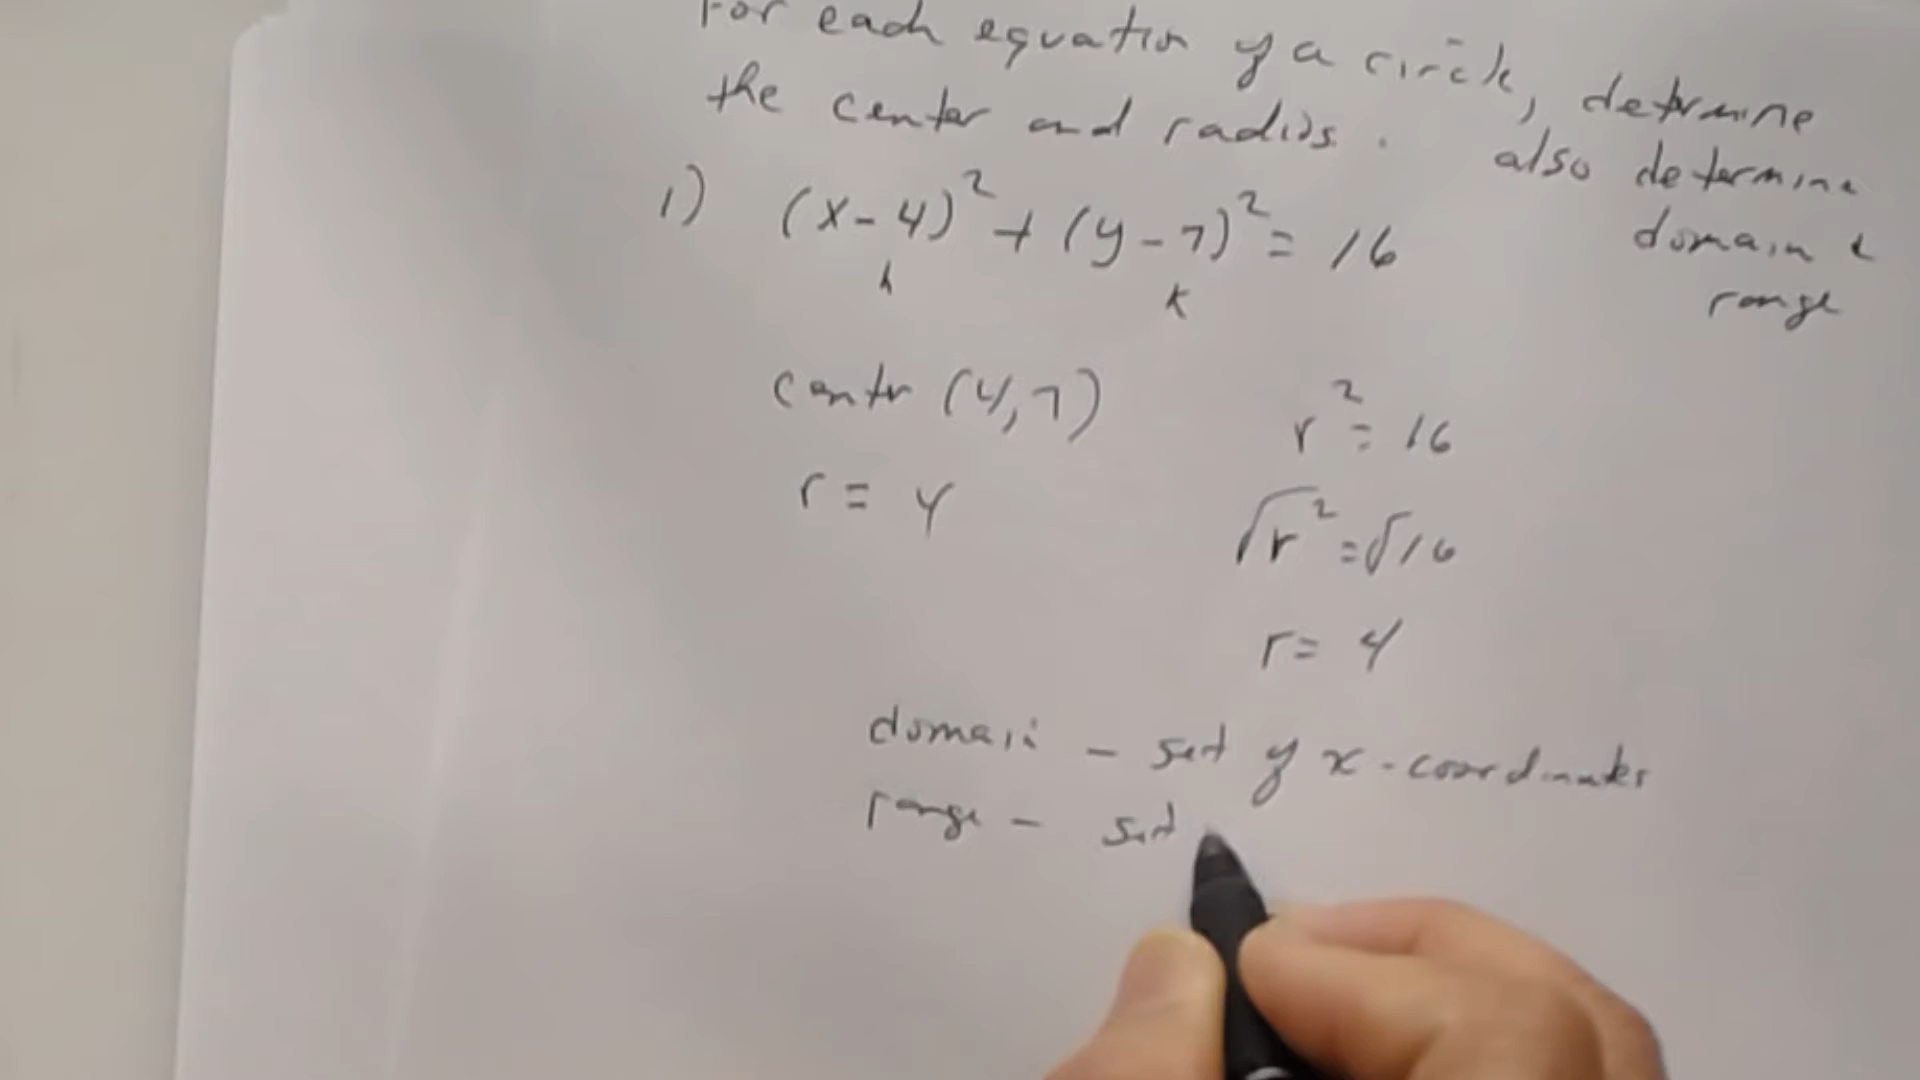 For each equation of a circle, determine
the center and radius. also determine
domain &
range
1) (x-4)² + (y-7)² = 16
h k
center (4,7)
r² = 16
r = 4
√r² = √16
r = 4
domain - set of x-coordinates
range - set